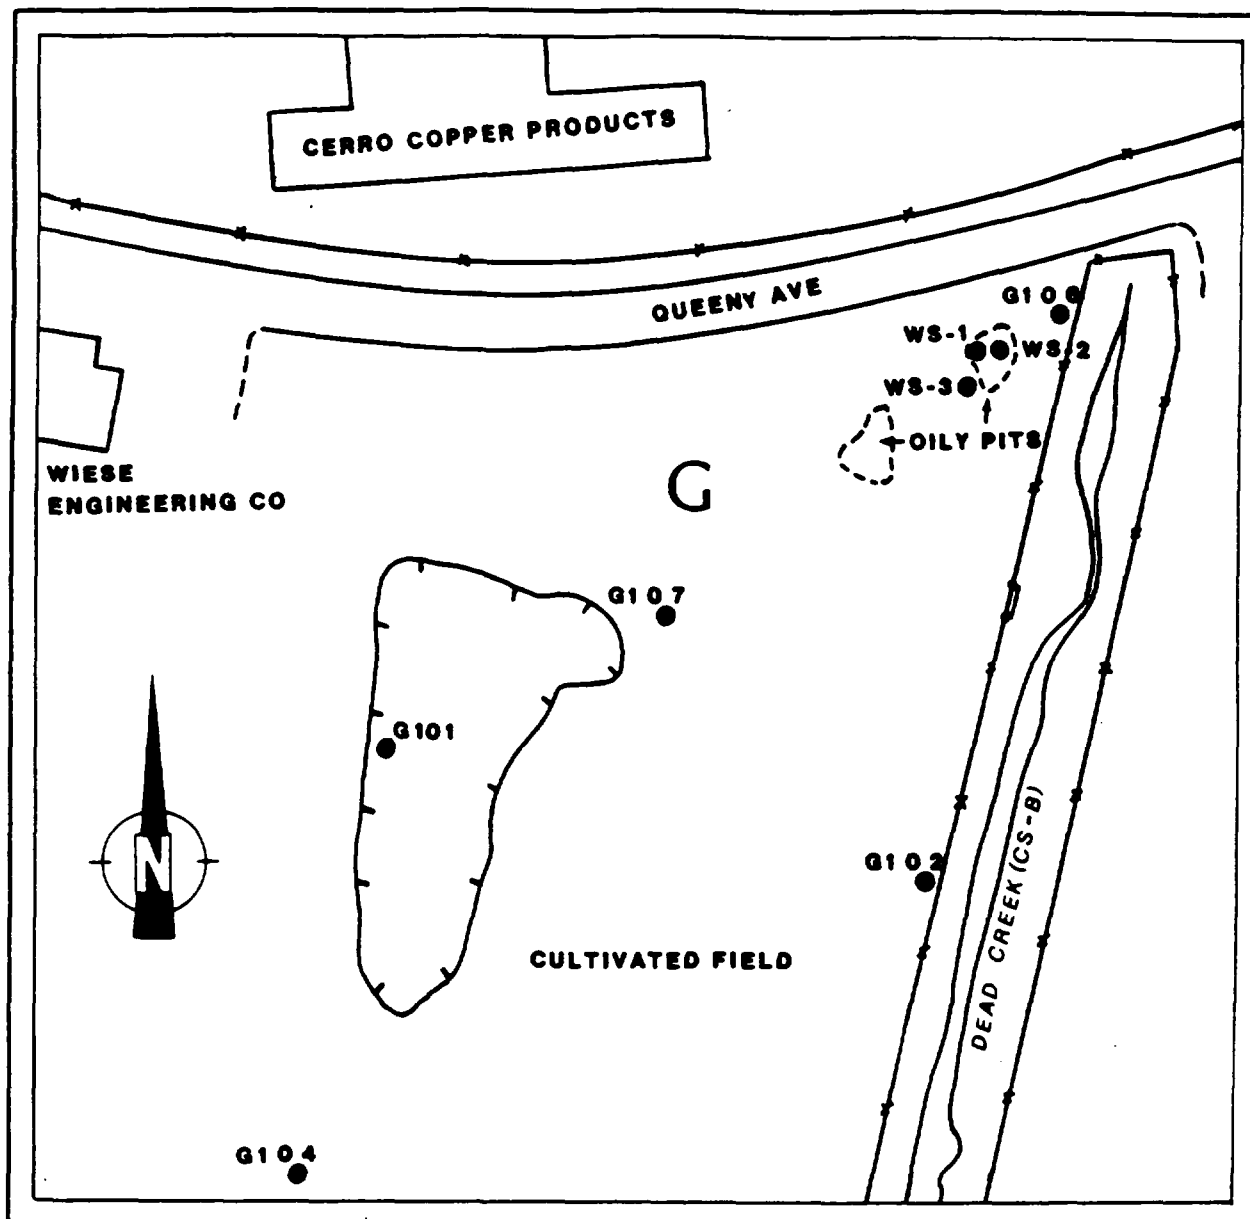 CERRO COPPER PRODUCTS
QUEENY AVE
G106
WS-1
WS-2
WS-3
OILY PITS
WIESE
ENGINEERING CO
G
G107
G101
N
G102
DEAD CREEK (CS-B)
CULTIVATED FIELD
G104